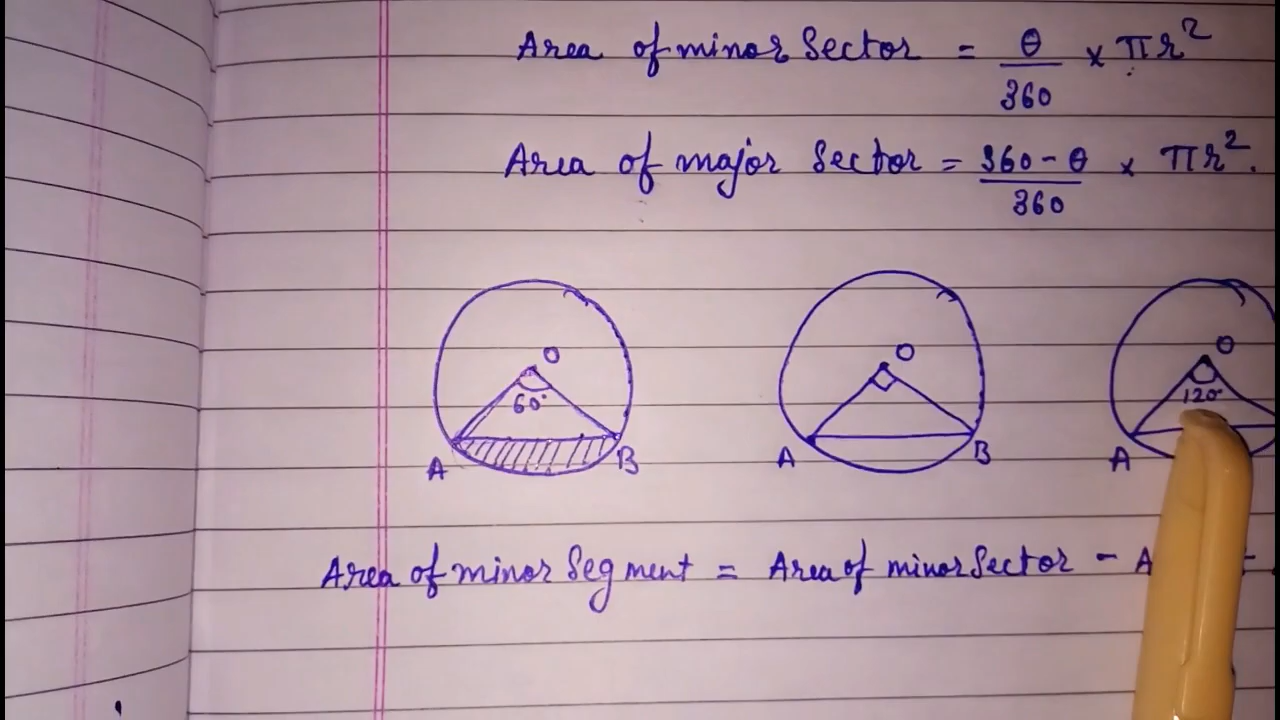 Area of minor Sector = θ/360 × πr²
Area of major Sector = 360-θ/360 × πr².
O O O
60° 120°
A B A B A
Area of minor Segment = Area of minor Sector - A